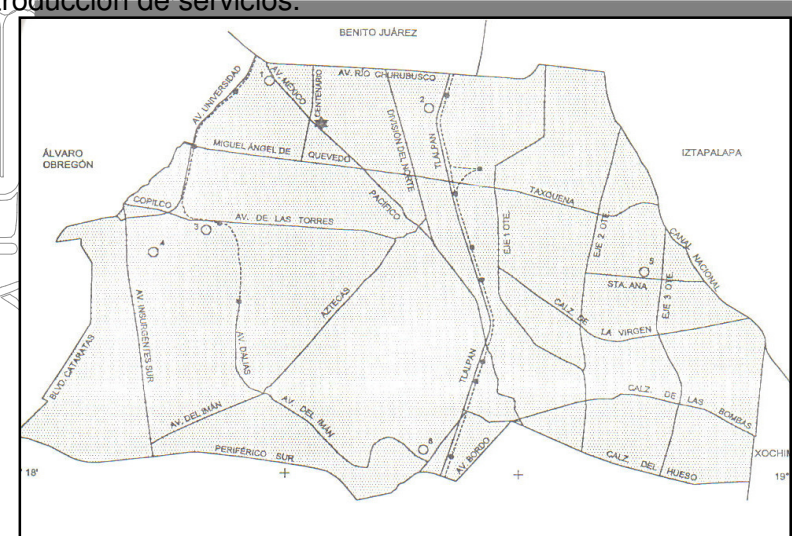 troducción de servicios.
BENITO JUÁREZ
AV. UNIVERSIDAD
1
AV. MÉXICO
CENTENARIO
AV. RÍO CHURUBUSCO
2
DIVISIÓN DEL NORTE
TLALPAN
ÁLVARO
OBREGÓN
IZTAPALAPA
MIGUEL ÁNGEL DE QUEVEDO
TAXQUEÑA
COPILCO
PACÍFICO
AV. DE LAS TORRES
3
4
EJE 1 OTE.
EJE 2 OTE.
CANAL NACIONAL
5
STA. ANA
EJE 3 OTE.
AV. INSURGENTES SUR
AZTECAS
CALZ. DE LA VIRGEN
BLVD. CATARATAS
AV. DALIAS
TLALPAN
AV. DEL IMÁN
AV. DEL IMÁN
CALZ. DE LAS BOMBAS
PERIFÉRICO SUR
6
AV. BORDO
CALZ. DEL HUESO
XOCHIM
18'
19°